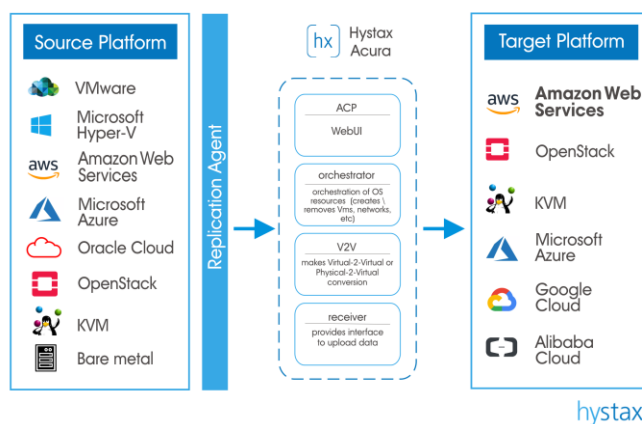 Source Platform
VMware
Microsoft
Hyper-V
aws
Amazon Web
Services
Microsoft
Azure
Oracle Cloud
OpenStack
KVM
Bare metal
Replication Agent
hx
Hystax
Acura
ACP
WebUI
orchestrator
orchestration of OS
resources (creates \
removes Vms, networks,
etc)
V2V
makes Virtual-2-Virtual or
Physical-2-Virtual
conversion
receiver
provides interface
to upload data
Target Platform
aws
Amazon Web
Services
OpenStack
KVM
Microsoft
Azure
Google
Cloud
Alibaba
Cloud
hystax